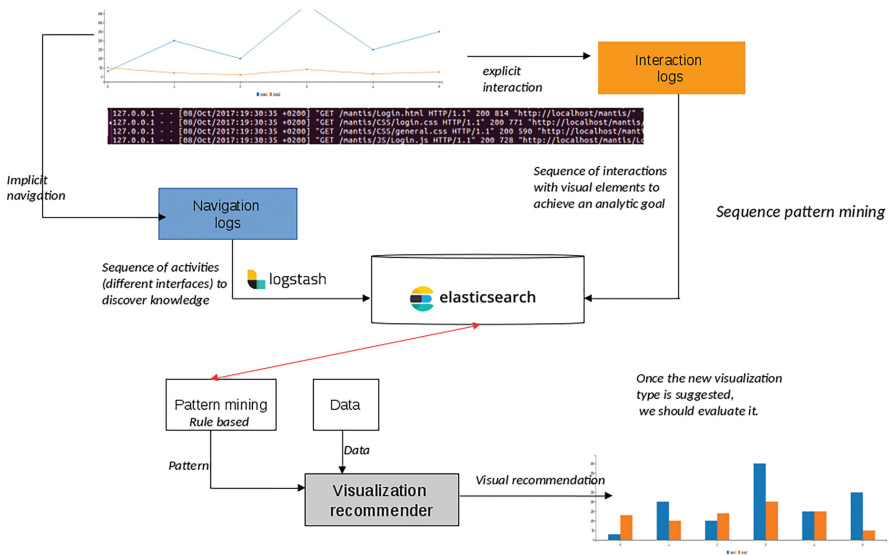 explicit
interaction
Interaction
logs
127.0.0.1 - - [08/Oct/2017:19:30:35 +0200] "GET /mantis/Login.html HTTP/1.1" 200 814 "http://localhost/mantis/"
127.0.0.1 - - [08/Oct/2017:19:30:35 +0200] "GET /mantis/CSS/login.css HTTP/1.1" 200 771 "http://localhost/mantis/
127.0.0.1 - - [08/Oct/2017:19:30:35 +0200] "GET /mantis/CSS/general.css HTTP/1.1" 200 590 "http://localhost/manti
127.0.0.1 - - [08/Oct/2017:19:30:35 +0200] "GET /mantis/JS/Login.js HTTP/1.1" 200 728 "http://localhost/mantis/Lo
Implicit
navigation
Navigation
logs
Sequence of interactions
with visual elements to
achieve an analytic goal
Sequence pattern mining
Sequence of activities
(different interfaces) to
discover knowledge
logstash
elasticsearch
Pattern mining
Rule based
Data
Once the new visualization
type is suggested,
we should evaluate it.
Pattern
Data
Visualization
recommender
Visual recommendation